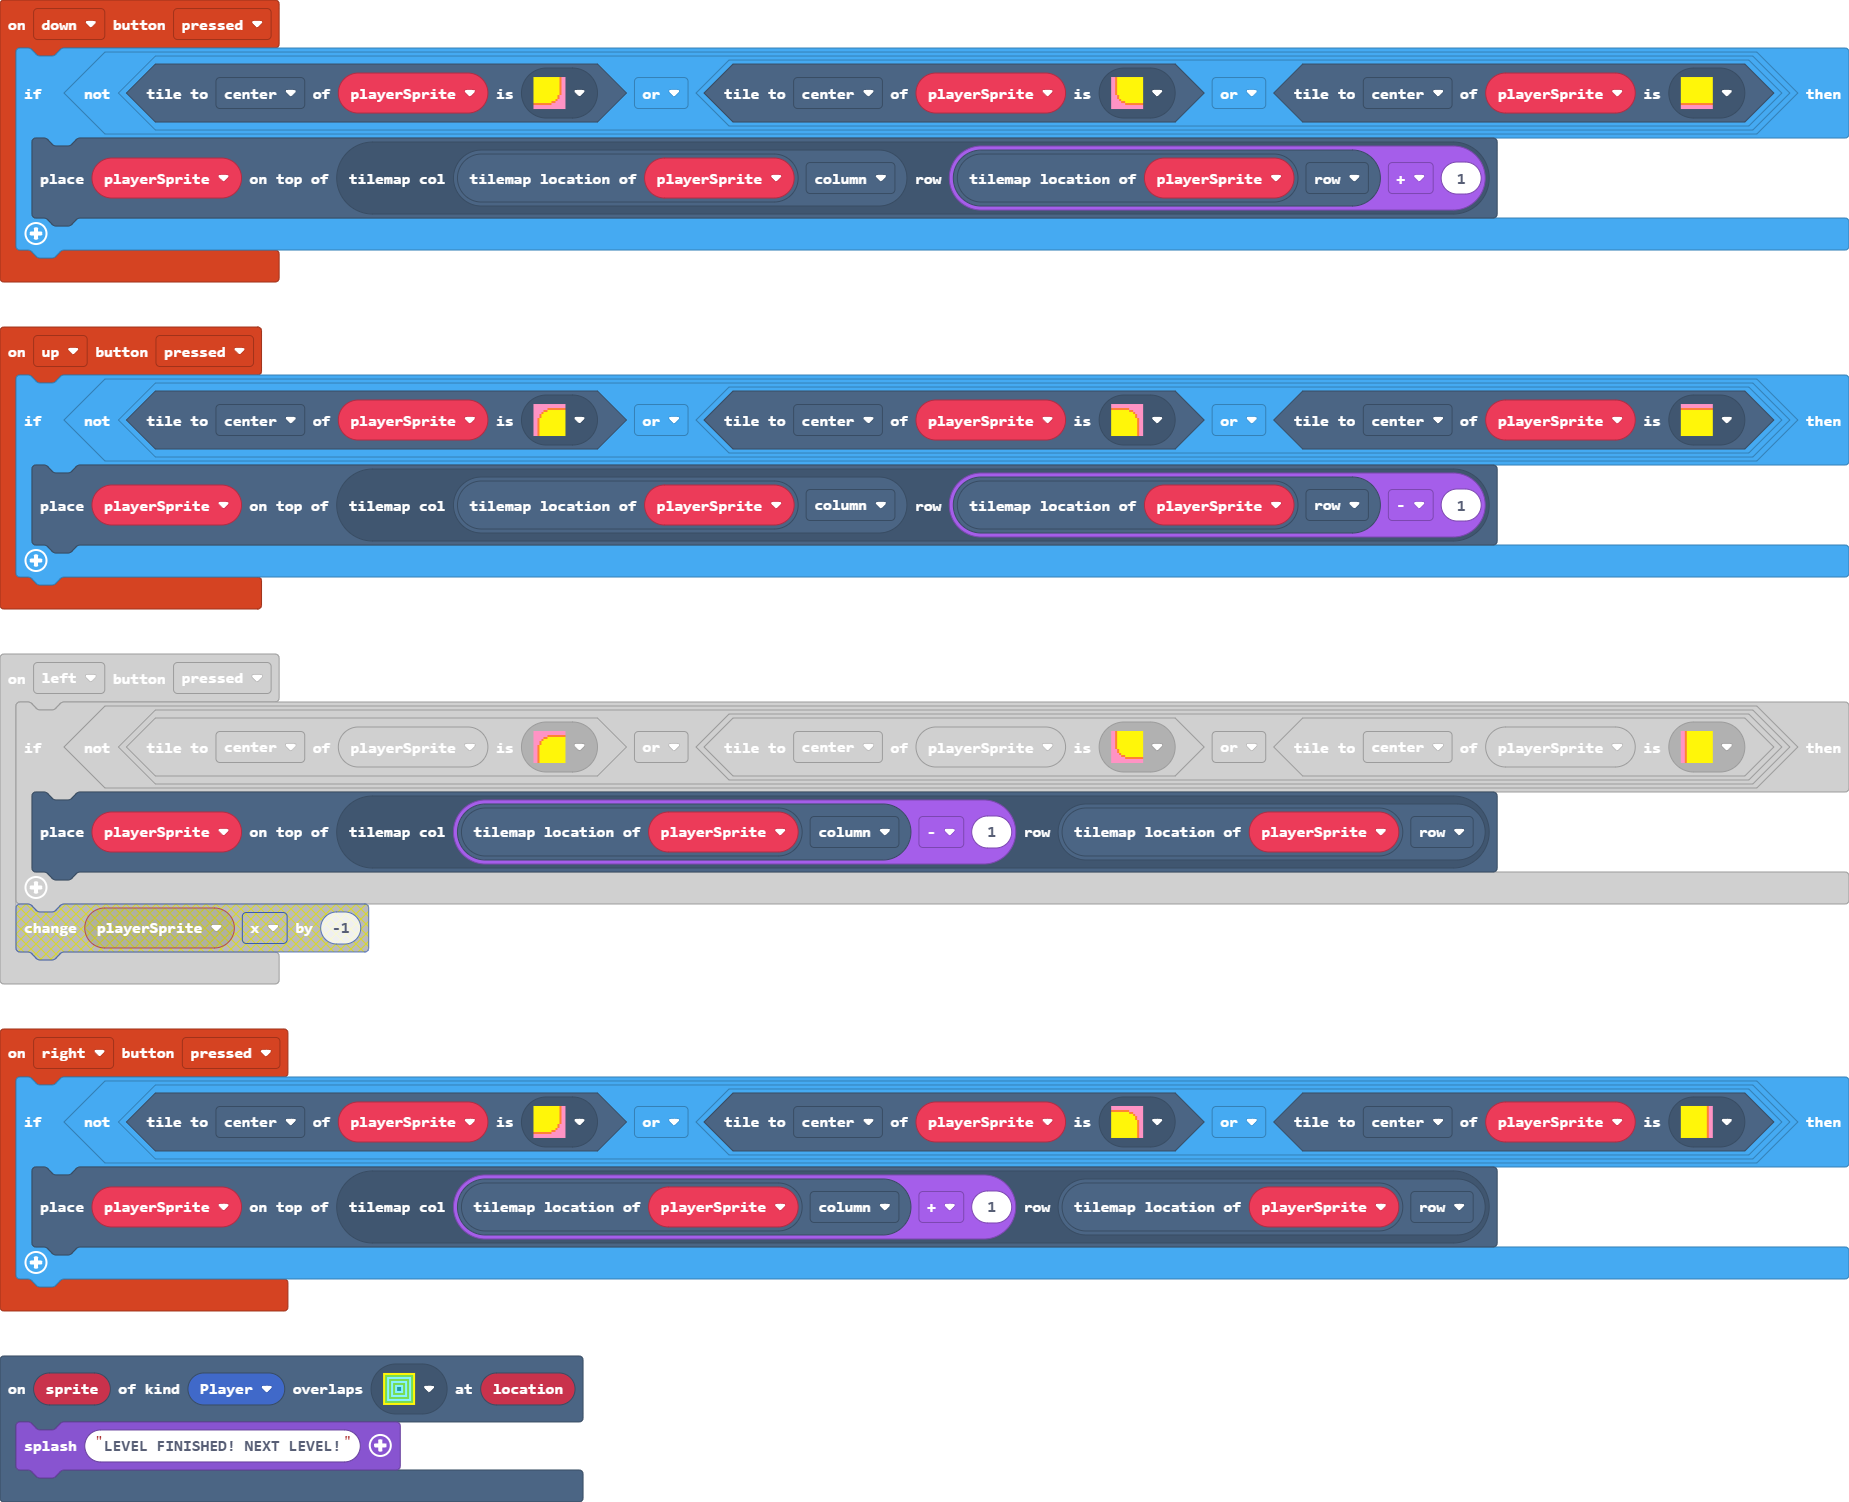 on down button pressed
if not tile to center of playerSprite is or tile to center of playerSprite is or tile to center of playerSprite is then
place playerSprite on top of tilemap col tilemap location of playerSprite column row tilemap location of playerSprite row + 1
on up button pressed
if not tile to center of playerSprite is or tile to center of playerSprite is or tile to center of playerSprite is then
place playerSprite on top of tilemap col tilemap location of playerSprite column row tilemap location of playerSprite row - 1
on left button pressed
if not tile to center of playerSprite is or tile to center of playerSprite is or tile to center of playerSprite is then
place playerSprite on top of tilemap col tilemap location of playerSprite column - 1 row tilemap location of playerSprite row
change playerSprite x by -1
on right button pressed
if not tile to center of playerSprite is or tile to center of playerSprite is or tile to center of playerSprite is then
place playerSprite on top of tilemap col tilemap location of playerSprite column + 1 row tilemap location of playerSprite row
on sprite of kind Player overlaps at location
splash "LEVEL FINISHED! NEXT LEVEL!"